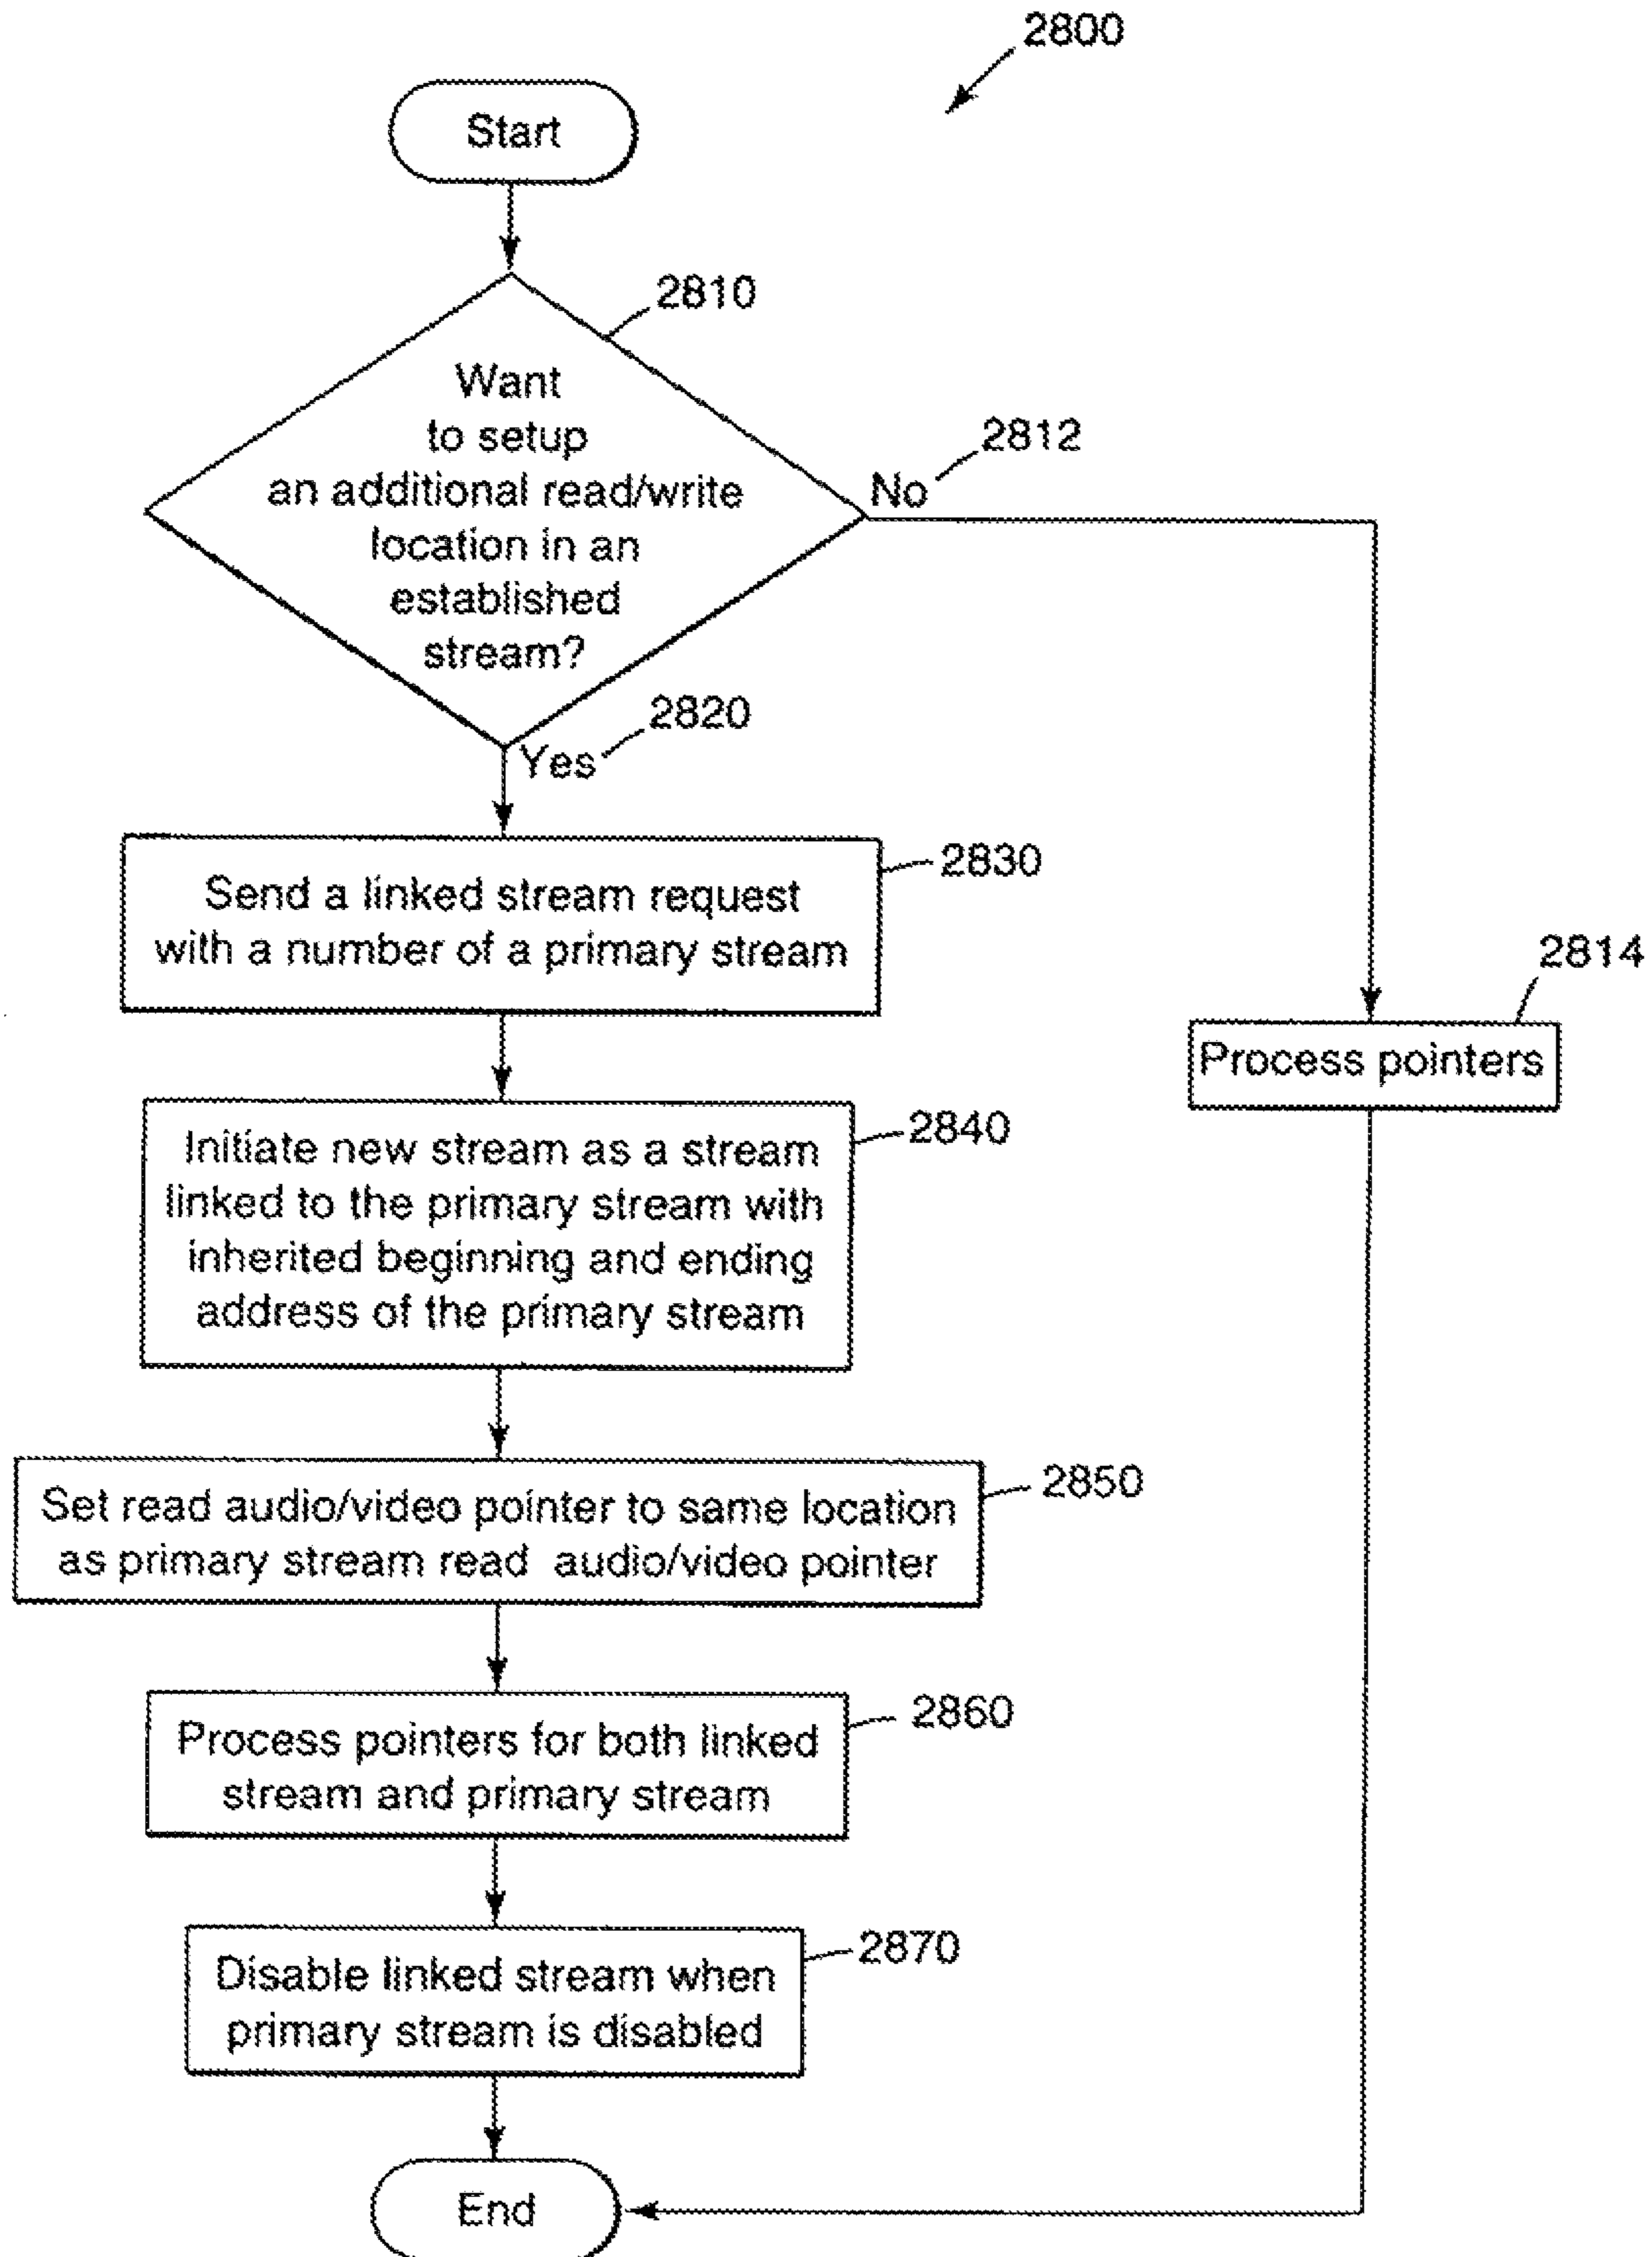 2800
Start
2810
Want
to setup
an additional read/write
location in an
established
stream?
2812
No
2820
Yes
2830
Send a linked stream request
with a number of a primary stream
2814
Process pointers
2840
Initiate new stream as a stream
linked to the primary stream with
inherited beginning and ending
address of the primary stream
2850
Set read audio/video pointer to same location
as primary stream read audio/video pointer
2860
Process pointers for both linked
stream and primary stream
2870
Disable linked stream when
primary stream is disabled
End